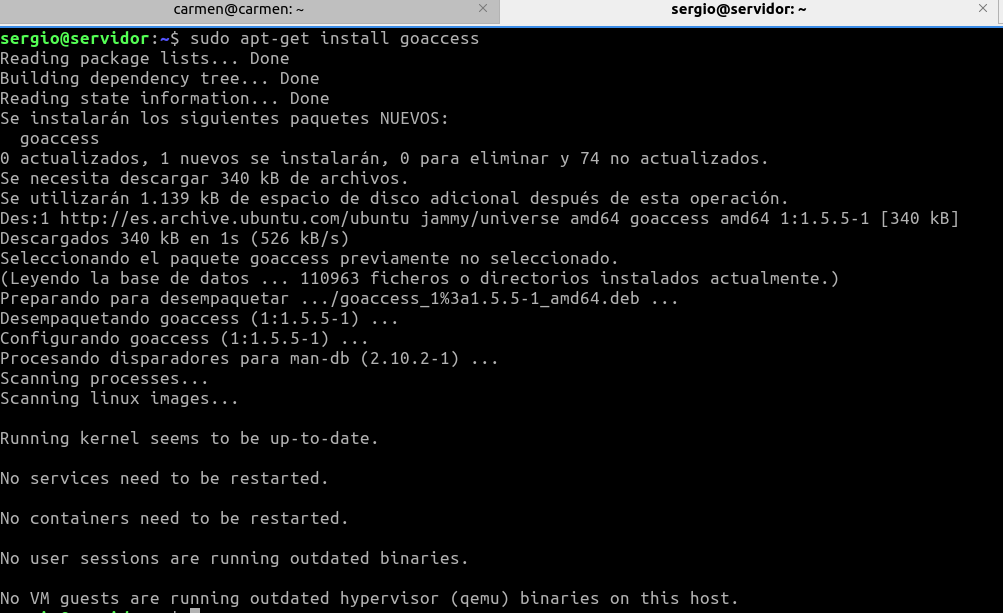 carmen@carmen: ~
sergio@servidor: ~
sergio@servidor:~$ sudo apt-get install goaccess
Reading package lists... Done
Building dependency tree... Done
Reading state information... Done
Se instalarán los siguientes paquetes NUEVOS:
  goaccess
0 actualizados, 1 nuevos se instalarán, 0 para eliminar y 74 no actualizados.
Se necesita descargar 340 kB de archivos.
Se utilizarán 1.139 kB de espacio de disco adicional después de esta operación.
Des:1 http://es.archive.ubuntu.com/ubuntu jammy/universe amd64 goaccess amd64 1:1.5.5-1 [340 kB]
Descargados 340 kB en 1s (526 kB/s)
Seleccionando el paquete goaccess previamente no seleccionado.
(Leyendo la base de datos ... 110963 ficheros o directorios instalados actualmente.)
Preparando para desempaquetar .../goaccess_1%3a1.5.5-1_amd64.deb ...
Desempaquetando goaccess (1:1.5.5-1) ...
Configurando goaccess (1:1.5.5-1) ...
Procesando disparadores para man-db (2.10.2-1) ...
Scanning processes...
Scanning linux images...
Running kernel seems to be up-to-date.
No services need to be restarted.
No containers need to be restarted.
No user sessions are running outdated binaries.
No VM guests are running outdated hypervisor (qemu) binaries on this host.